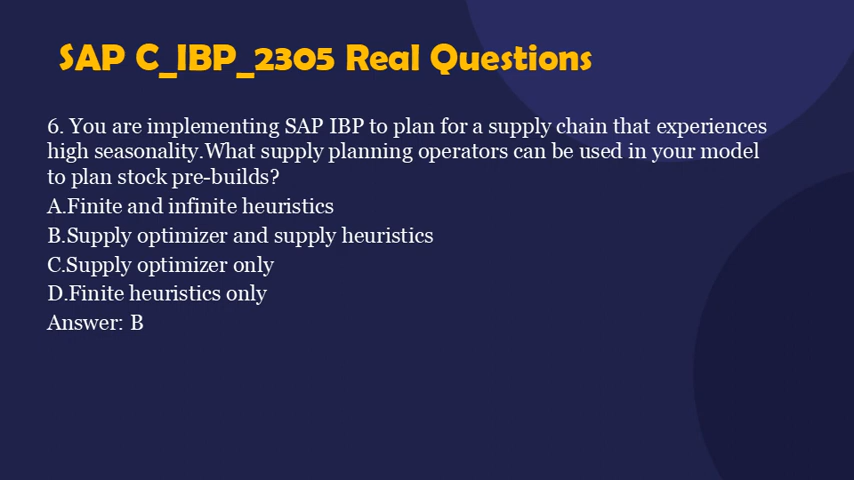 SAP C_IBP_2305 Real Questions
6. You are implementing SAP IBP to plan for a supply chain that experiences
high seasonality.What supply planning operators can be used in your model
to plan stock pre-builds?
A.Finite and infinite heuristics
B.Supply optimizer and supply heuristics
C.Supply optimizer only
D.Finite heuristics only
Answer: B